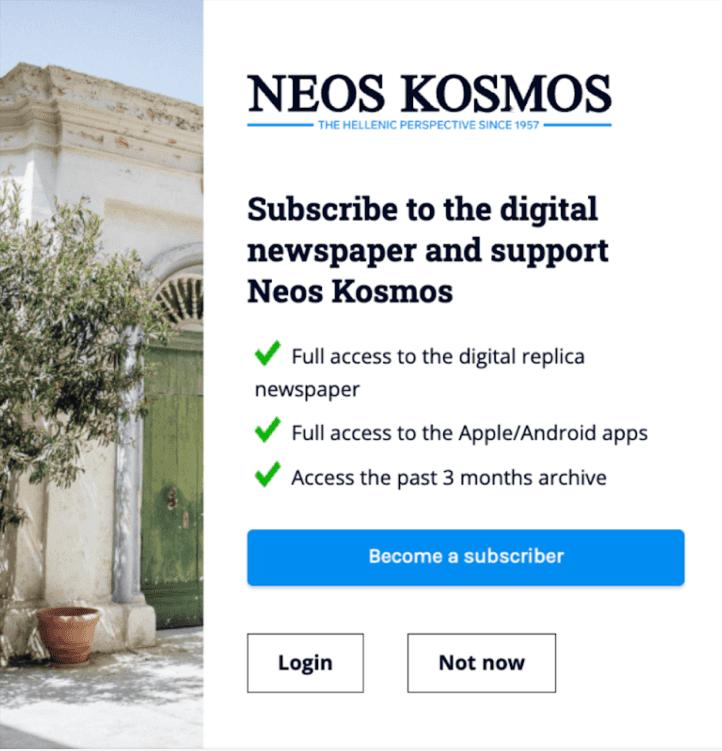 NEOS KOSMOS
THE HELLENIC PERSPECTIVE SINCE 1957
Subscribe to the digital
newspaper and support
Neos Kosmos
Full access to the digital replica
newspaper
Full access to the Apple/Android apps
Access the past 3 months archive
Become a subscriber
Login
Not now